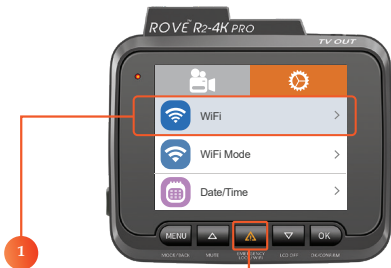 ROVE R2-4K PRO
TV OUT
WiFi
WiFi Mode
Date/Time
MENU
OK
MODE/BACK
MUTE
EMERGENCY
LOCK/WIFI
LCD OFF
OK/CONFIRM
1